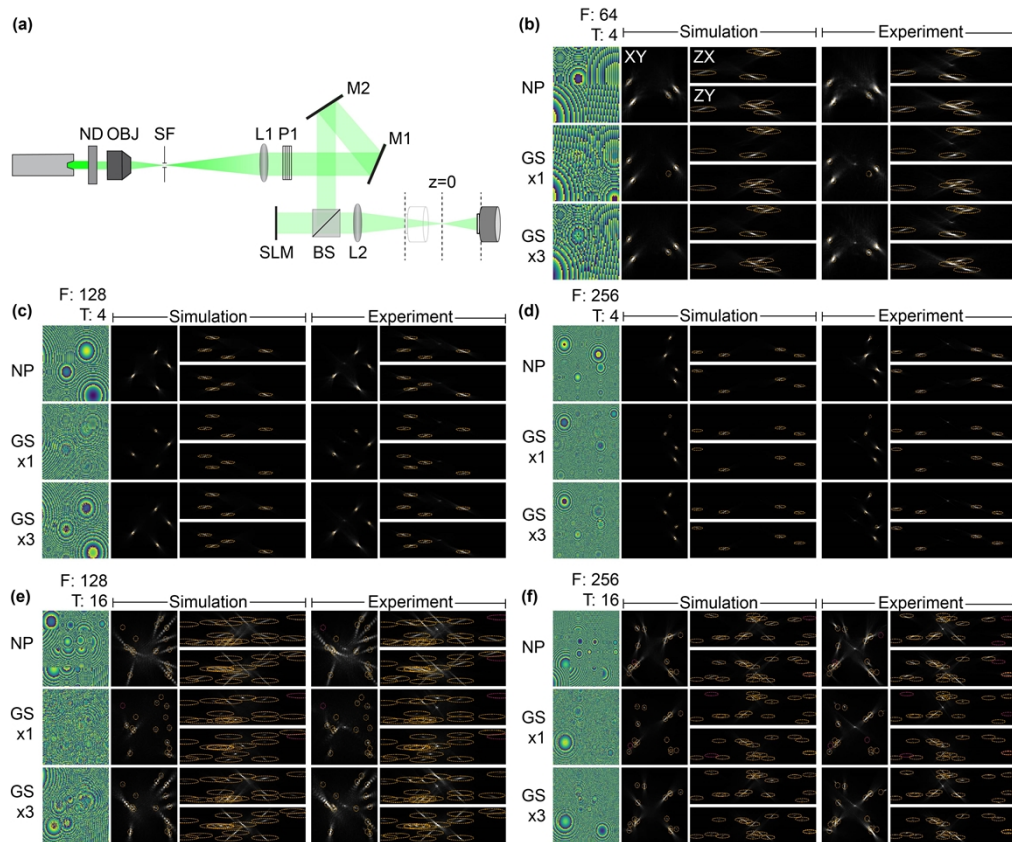 (a)
ND OBJ SF
L1 P1
M2
M1
z=0
SLM BS L2
(b)
F: 64
T: 4
Simulation
Experiment
NP
XY
ZX
ZY
GS
x1
GS
x3
(c)
F: 128
T: 4
Simulation
Experiment
NP
GS
x1
GS
x3
(d)
F: 256
T: 4
Simulation
Experiment
NP
GS
x1
GS
x3
(e)
F: 128
T: 16
Simulation
Experiment
NP
GS
x1
GS
x3
(f)
F: 256
T: 16
Simulation
Experiment
NP
GS
x1
GS
x3